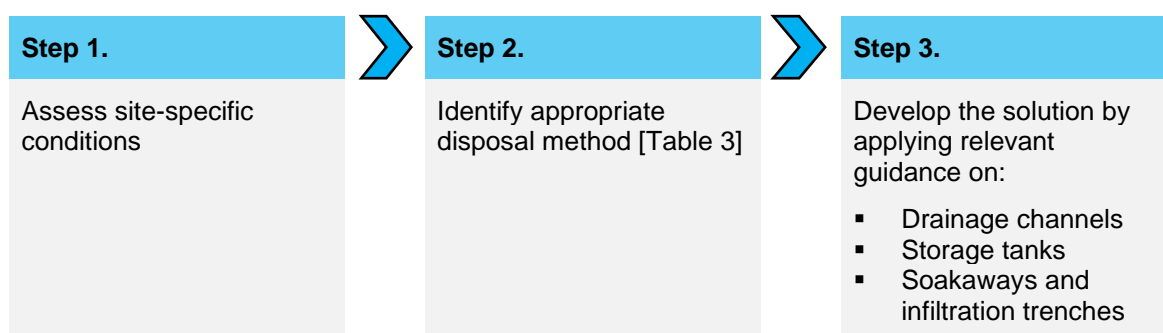 Step 1.
Assess site-specific
conditions
Step 2.
Identify appropriate
disposal method [Table 3]
Step 3.
Develop the solution by
applying relevant
guidance on:
▪ Drainage channels
▪ Storage tanks
▪ Soakaways and
infiltration trenches